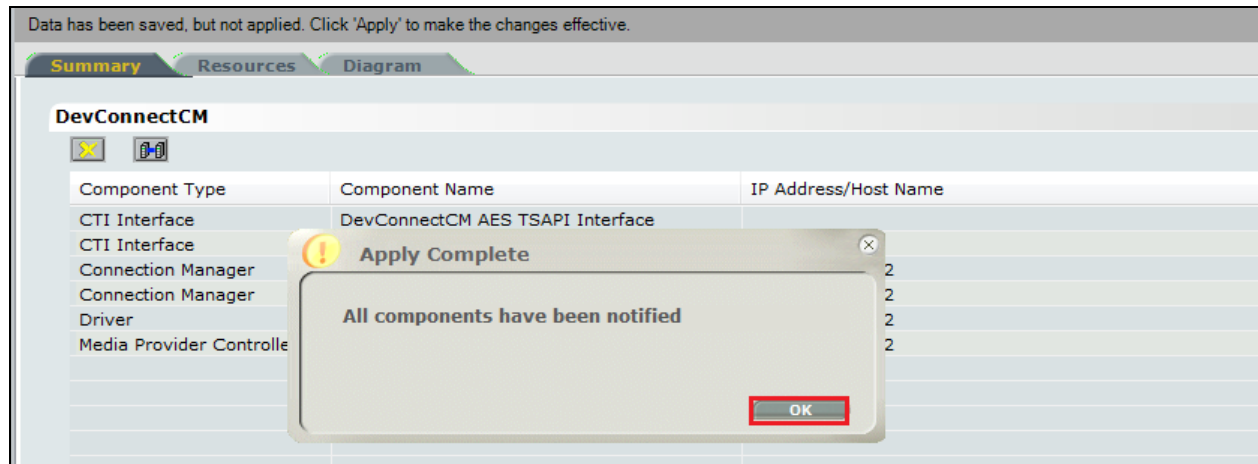 Data has been saved, but not applied. Click 'Apply' to make the changes effective.
Summary Resources Diagram
DevConnectCM
Component Type Component Name IP Address/Host Name
CTI Interface DevConnectCM AES TSAPI Interface
CTI Interface
Apply Complete
Connection Manager 2
Connection Manager 2
All components have been notified
Driver 2
Media Provider Controlle 2
OK